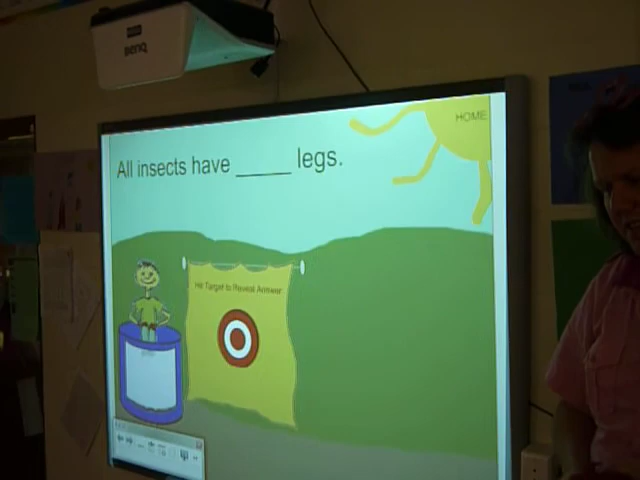 BenQ
HOME
All insects have _____ legs.
Hit Target to Reveal Answer